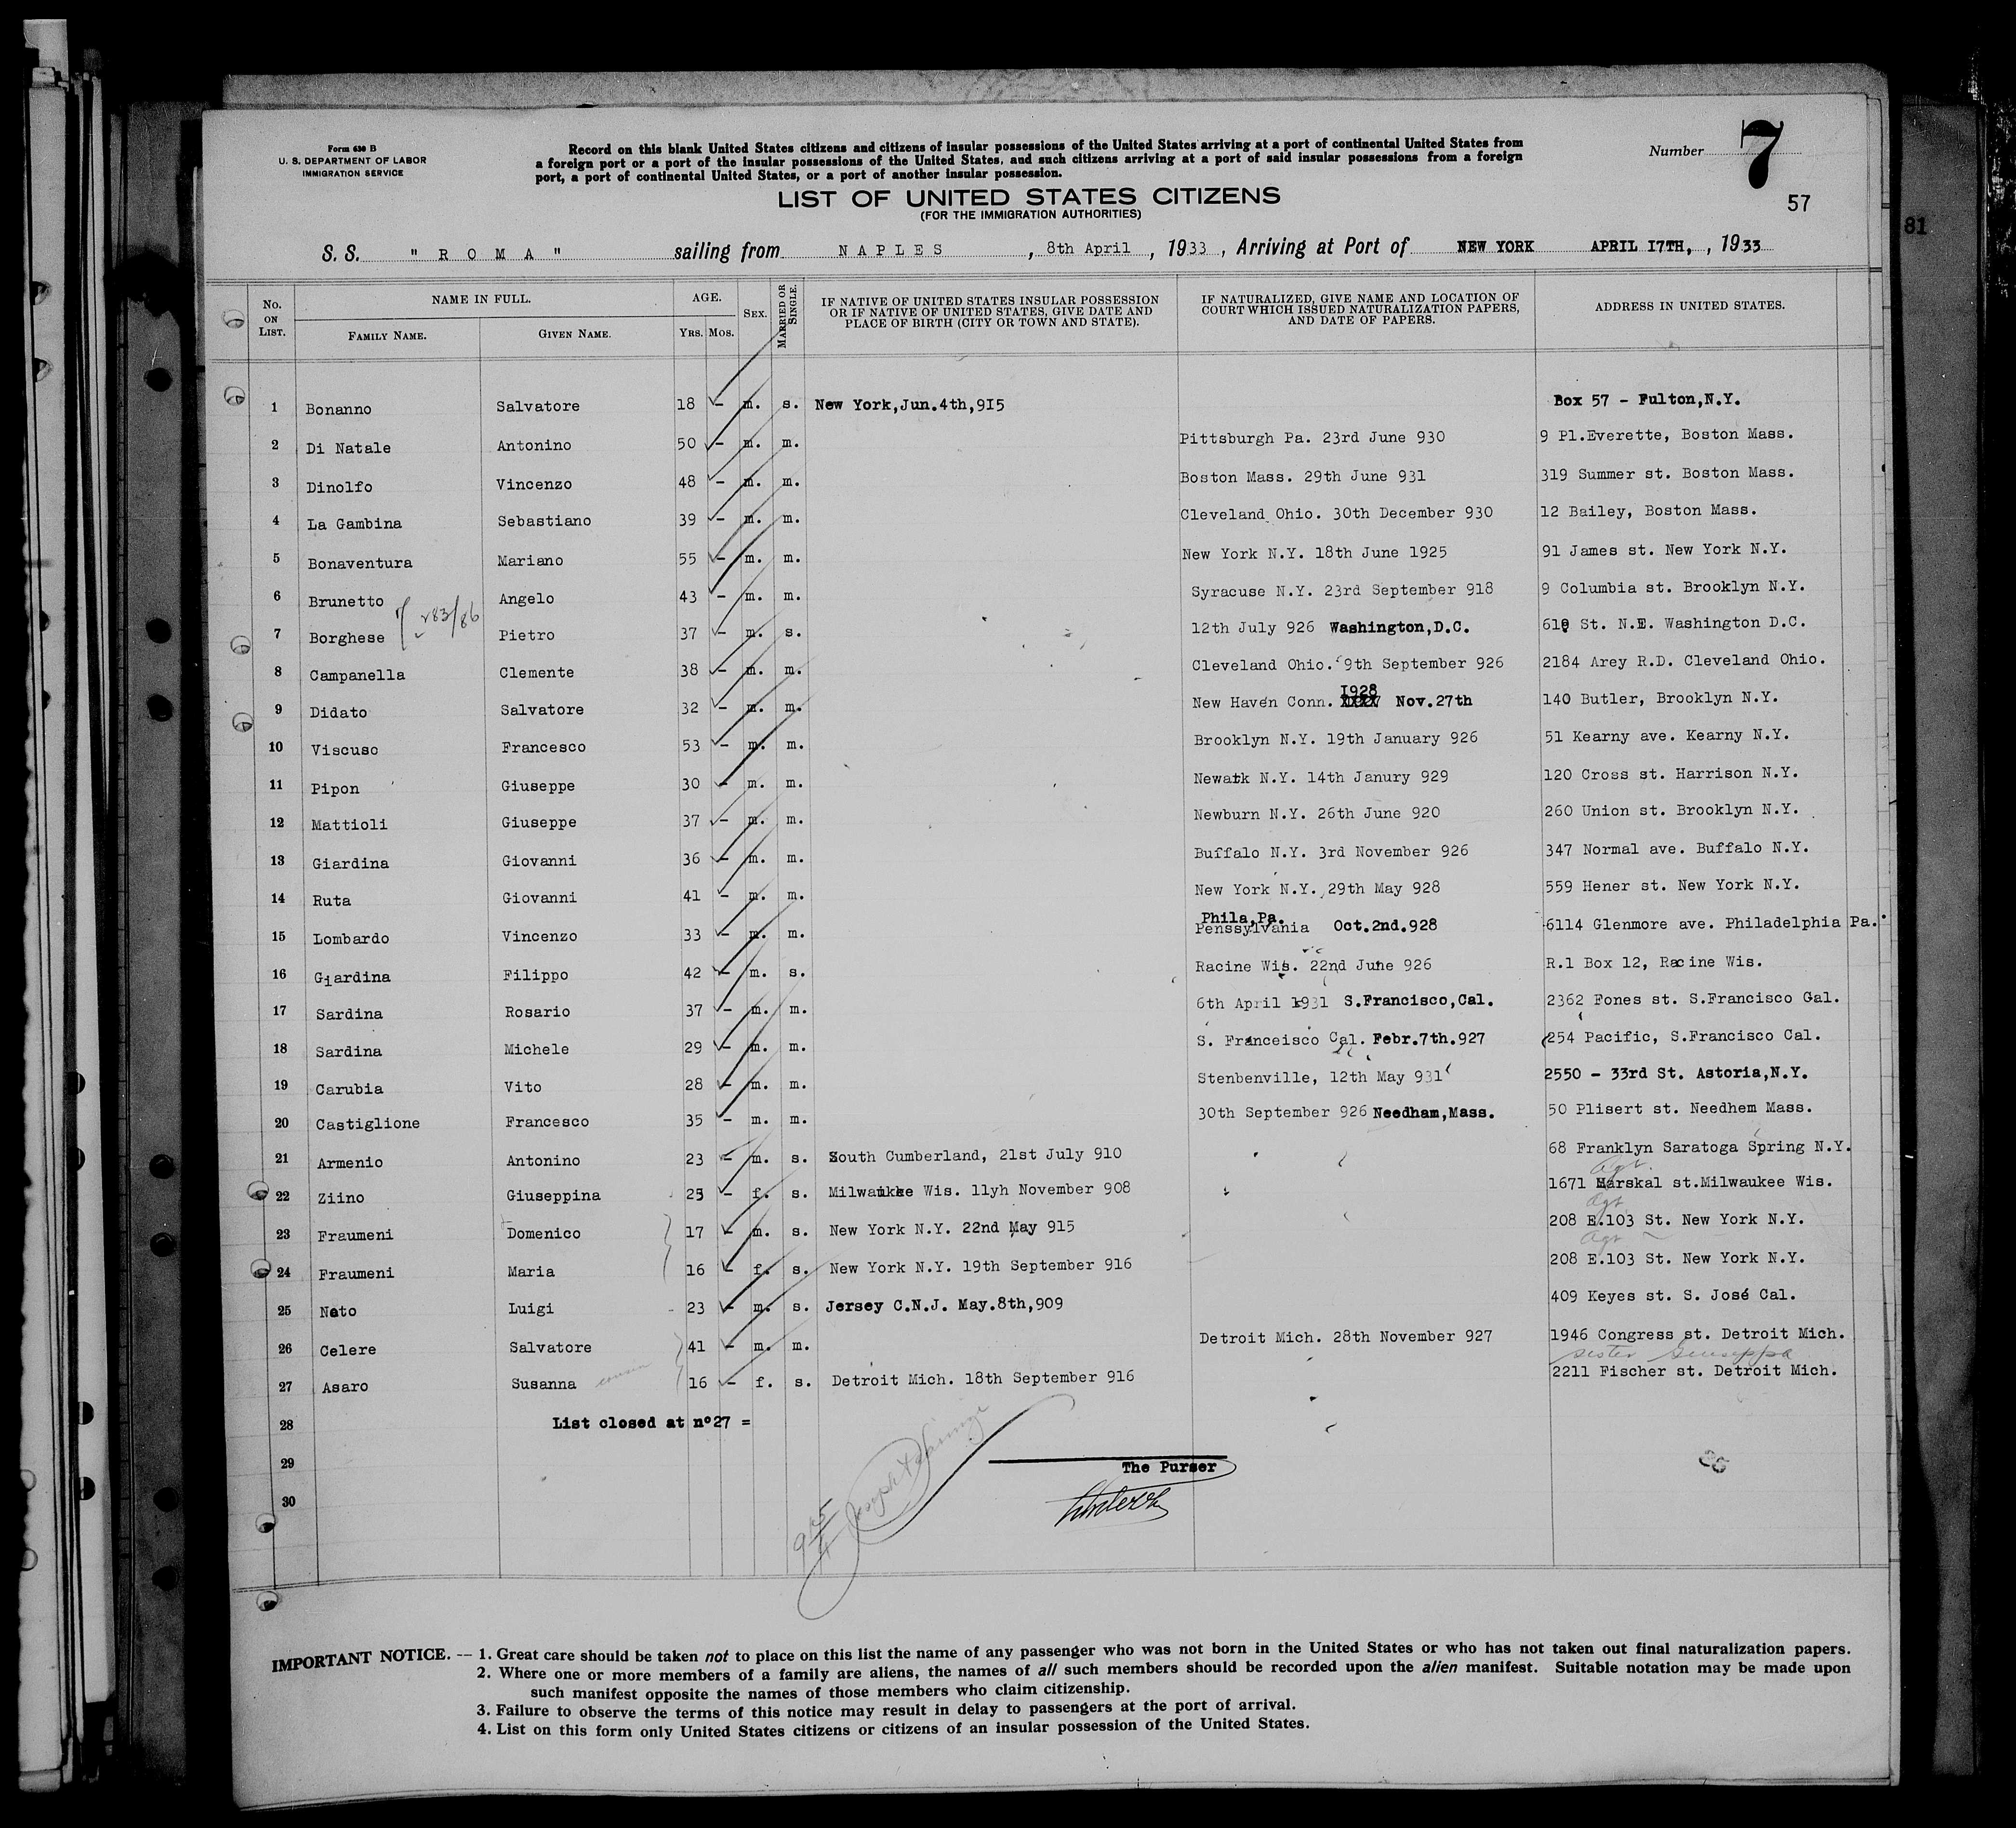 Form 630 B
U. S. DEPARTMENT OF LABOR
IMMIGRATION SERVICE
Record on this blank United States citizens and citizens of insular possessions of the United States arriving at a port of continental United States from
a foreign port or a port of the insular possessions of the United States, and such citizens arriving at a port of said insular possessions from a foreign
port, a port of continental United States, or a port of another insular possession.
Number 7
57
81
LIST OF UNITED STATES CITIZENS
(FOR THE IMMIGRATION AUTHORITIES)
S. S. " R O M A " sailing from N A P L E S , 8th April , 1933 , Arriving at Port of NEW YORK APRIL I7TH, , 1933
No. ON LIST. NAME IN FULL. FAMILY NAME. GIVEN NAME. AGE. YRS. MOS. SEX. MARRIED OR SINGLE. IF NATIVE OF UNITED STATES INSULAR POSSESSION OR IF NATIVE OF UNITED STATES, GIVE DATE AND PLACE OF BIRTH (CITY OR TOWN AND STATE). IF NATURALIZED, GIVE NAME AND LOCATION OF COURT WHICH ISSUED NATURALIZATION PAPERS, AND DATE OF PAPERS. ADDRESS IN UNITED STATES.
1 Bonanno Salvatore 18 - m. s. New York,Jun.4th,9I5 Box 57 - Fulton,N.Y.
2 Di Natale Antonino 50 - m. m. Pittsburgh Pa. 23rd June 930 9 Pl.Everette, Boston Mass.
3 Dinolfo Vincenzo 48 - m. m. Boston Mass. 29th June 931 319 Summer st. Boston Mass.
4 La Gambina Sebastiano 39 - m. m. Cleveland Ohio. 30th December 930 12 Bailey, Boston Mass.
5 Bonaventura Mariano 55 - m. m. New York N.Y. 18th June 1925 91 James st. New York N.Y.
6 Brunetto Angelo 43 - m. m. Syracuse N.Y. 23rd September 918 9 Columbia st. Brooklyn N.Y.
7 Borghese Pietro 37 - m. s. 12th July 926 Washington,D.C. 610 St. N.E. Washington D.C.
8 Campanella Clemente 38 - m. m. Cleveland Ohio. 9th September 926 2184 Arey R.D. Cleveland Ohio.
9 Didato Salvatore 32 - m. m. New Haven Conn. I928 Nov.27th 140 Butler, Brooklyn N.Y.
10 Viscuso Francesco 53 - m. m. Brooklyn N.Y. 19th January 926 51 Kearny ave. Kearny N.Y.
11 Pipon Giuseppe 30 - m. m. Newark N.Y. 14th Janury 929 120 Cross st. Harrison N.Y.
12 Mattioli Giuseppe 37 - m. m. Newburn N.Y. 26th June 920 260 Union st. Brooklyn N.Y.
13 Giardina Giovanni 36 - m. m. Buffalo N.Y. 3rd November 926 347 Normal ave. Buffalo N.Y.
14 Ruta Giovanni 41 - m. m. New York N.Y. 29th May 928 559 Hener st. New York N.Y.
15 Lombardo Vincenzo 33 - m. m. Phila.Pa. Penssylvania Oct.2nd.928 6114 Glenmore ave. Philadelphia Pa.
16 Giardina Filippo 42 - m. s. Racine Wis. 22nd June 926 R.1 Box 12, Racine Wis.
17 Sardina Rosario 37 - m. m. 6th April 1931 S.Francisco,Cal. 2362 Fones st. S.Francisco Gal.
18 Sardina Michele 29 - m. m. S. Franceisco Cal. Febr.7th.927 254 Pacific, S.Francisco Cal.
19 Carubia Vito 28 - m. m. Stenbenville, 12th May 931 2550 - 33rd St. Astoria,N.Y.
20 Castiglione Francesco 35 - m. m. 30th September 926 Needham,Mass. 50 Plisert st. Needhem Mass.
21 Armenio Antonino 23 - m. s. South Cumberland, 21st July 910 68 Franklyn Saratoga Spring N.Y.
22 Ziino Giuseppina 25 - f. s. Milwaukee Wis. 11yh November 908 1671 Marskal st.Milwaukee Wis.
23 Fraumeni Domenico 17 - m. s. New York N.Y. 22nd May 915 208 E.103 St. New York N.Y.
24 Fraumeni Maria 16 - f. s. New York N.Y. 19th September 916 208 E.103 St. New York N.Y.
25 Nato Luigi 23 - m. s. Jersey C.N.J. May.8th,909 409 Keyes st. S. José Cal.
26 Celere Salvatore 41 - m. m. Detroit Mich. 28th November 927 1946 Congress st. Detroit Mich.
sister Giuseppa
27 Asaro Susanna 16 - f. s. Detroit Mich. 18th September 916 2211 Fischer st. Detroit Mich.
28 List closed at nº27 =
29
The Purser
30
IMPORTANT NOTICE. -- 1. Great care should be taken not to place on this list the name of any passenger who was not born in the United States or who has not taken out final naturalization papers.
2. Where one or more members of a family are aliens, the names of all such members should be recorded upon the alien manifest. Suitable notation may be made upon
such manifest opposite the names of those members who claim citizenship.
3. Failure to observe the terms of this notice may result in delay to passengers at the port of arrival.
4. List on this form only United States citizens or citizens of an insular possession of the United States.